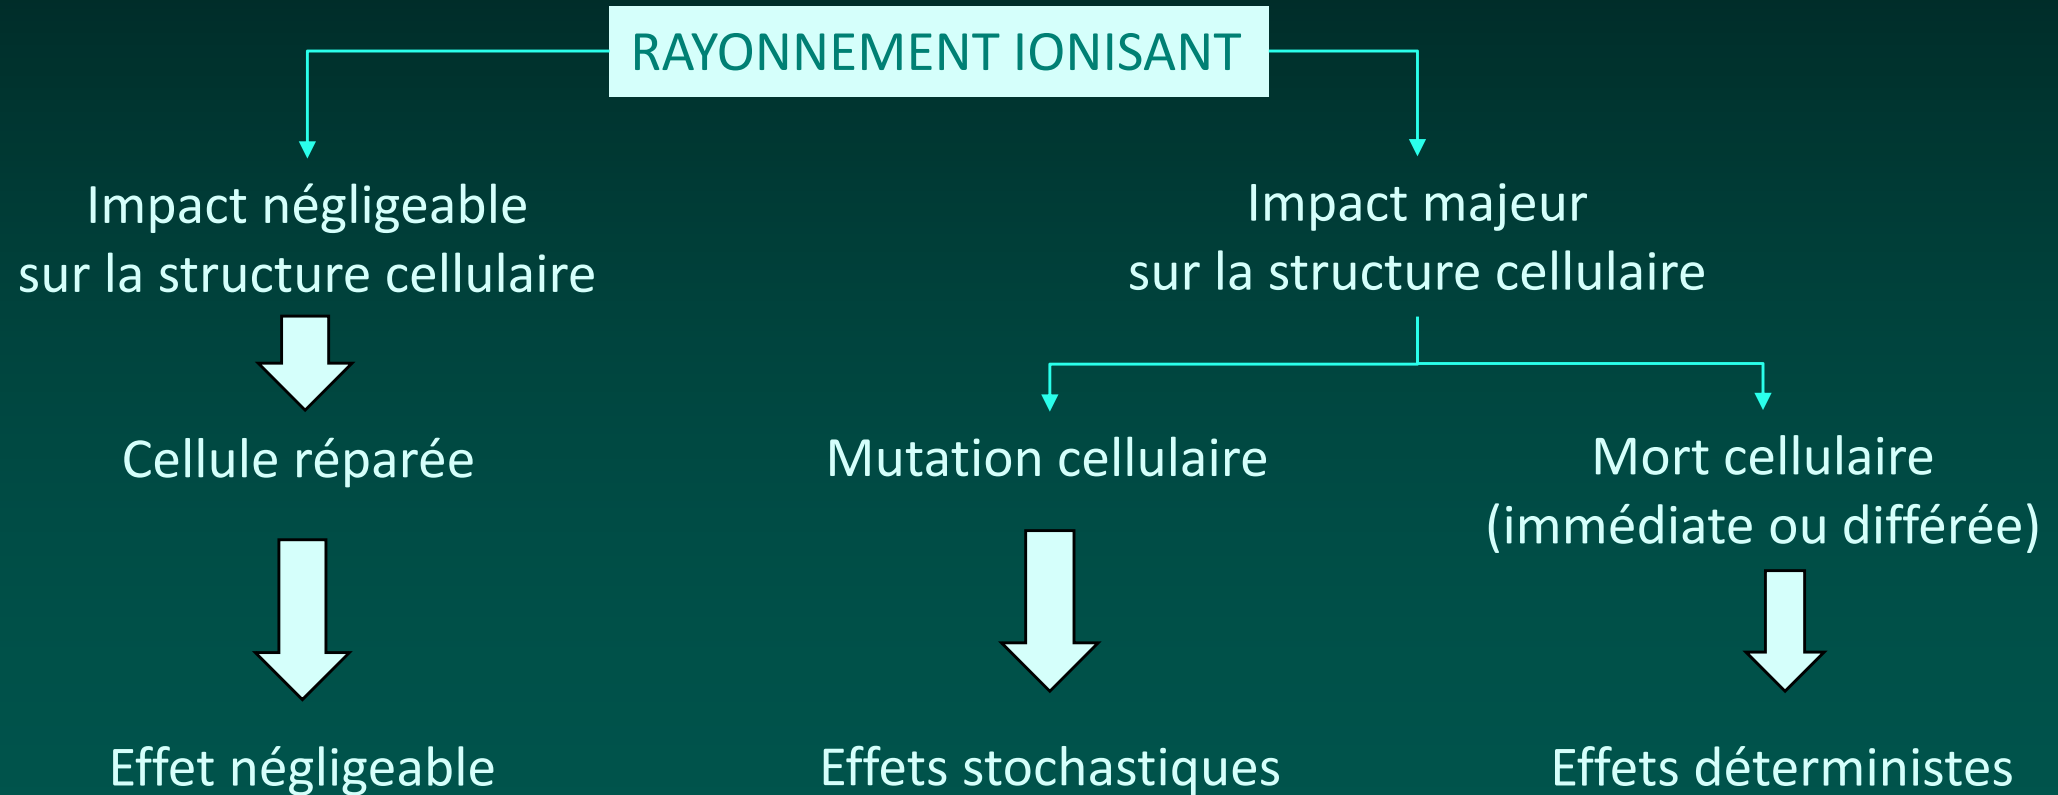 RAYONNEMENT IONISANT
Impact négligeable
sur la structure cellulaire
Impact majeur
sur la structure cellulaire
Cellule réparée
Mutation cellulaire
Mort cellulaire
(immédiate ou différée)
Effet négligeable
Effets stochastiques
Effets déterministes